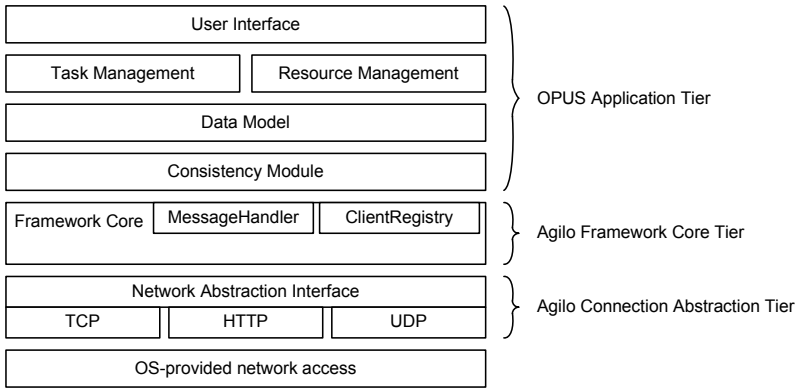 User Interface
Task Management
Resource Management
Data Model
Consistency Module
OPUS Application Tier
Framework Core
MessageHandler
ClientRegistry
Agilo Framework Core Tier
Network Abstraction Interface
TCP
HTTP
UDP
Agilo Connection Abstraction Tier
OS-provided network access